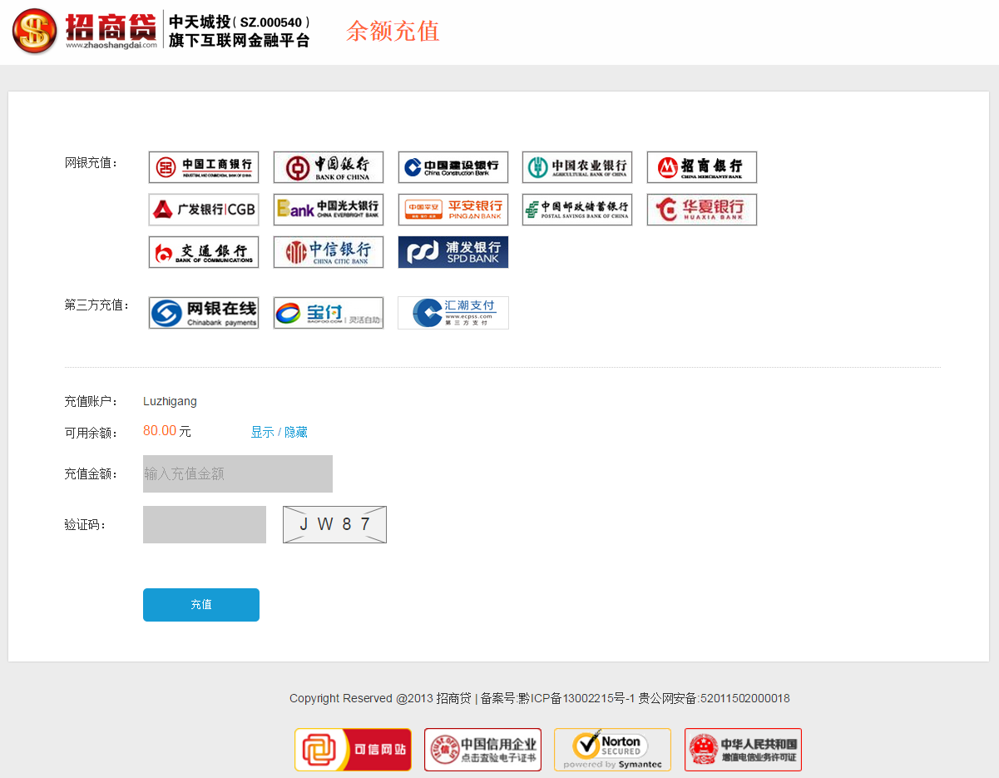 招商贷
www.zhaoshangdai.com
中天城投( SZ.000540 )
旗下互联网金融平台
余额充值
网银充值：
中国工商银行
INDUSTRIAL AND COMMERCIAL BANK OF CHINA
中国银行
BANK OF CHINA
中国建设银行
China Construction Bank
中国农业银行
AGRICULTURAL BANK OF CHINA
招商银行
CHINA MERCHANTS BANK
广发银行|CGB
Bank
中国光大银行
CHINA EVERBRIGHT BANK
中国平安
平安银行
PINGAN BANK
中国邮政储蓄银行
POSTAL SAVINGS BANK OF CHINA
华夏银行
HUAXIA BANK
交通银行
BANK OF COMMUNICATIONS
中信银行
CHINA CITIC BANK
浦发银行
SPD BANK
第三方充值：
网银在线
Chinabank payments
宝付
BAOFOO.COM | 灵活自助
汇潮支付
www.ecpss.com
第三方支付
充值账户： Luzhigang
可用余额： 80.00 元 显示 / 隐藏
充值金额： 输入充值金额
验证码： J W 8 7
充值
Copyright Reserved @2013 招商贷 | 备案号:黔ICP备13002215号-1 贵公网安备:52011502000018
可信网站
中国信用企业
点击查验电子证书
Norton
SECURED
powered by Symantec
中华人民共和国
增值电信业务许可证